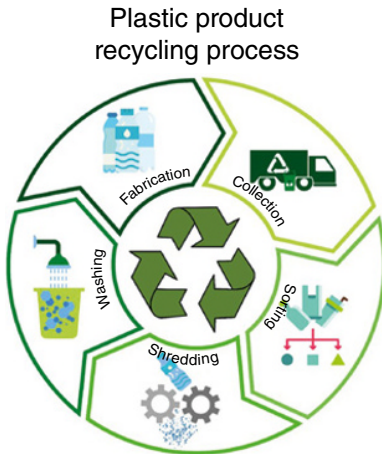 Plastic product
recycling process
Fabrication
Collection
Washing
Sorting
Shredding